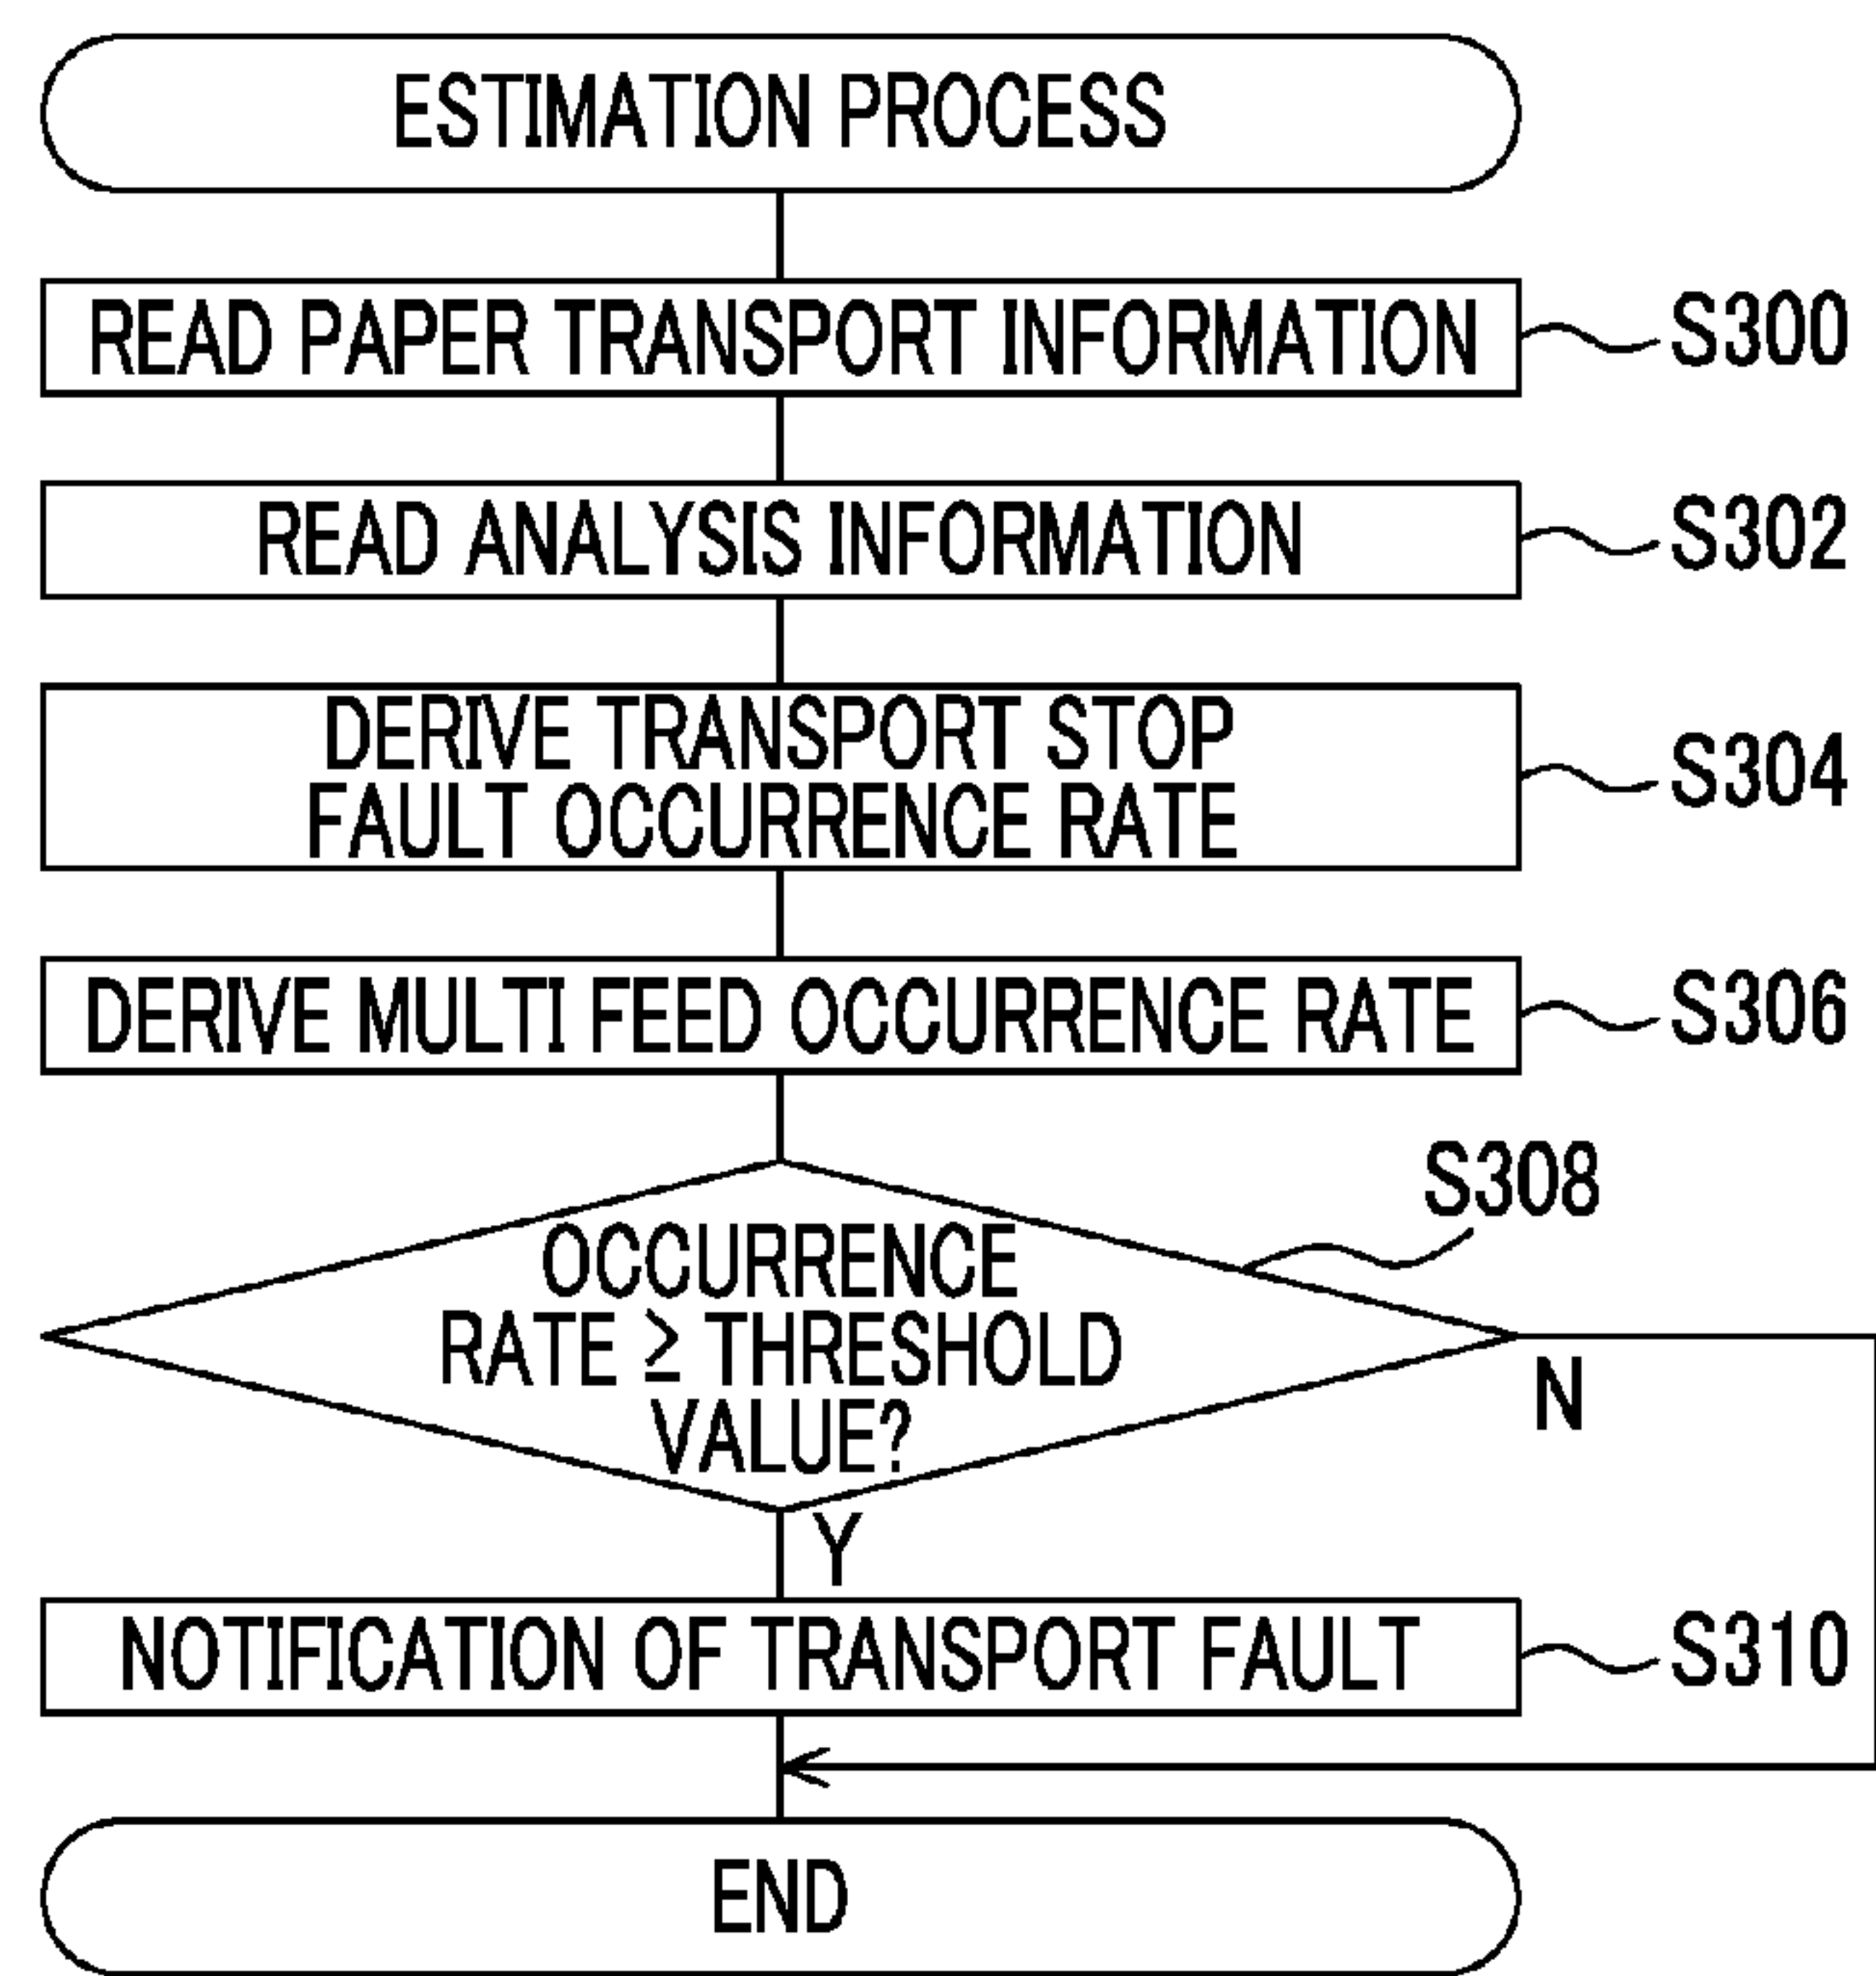 ESTIMATION PROCESS
READ PAPER TRANSPORT INFORMATION
S300
READ ANALYSIS INFORMATION
S302
DERIVE TRANSPORT STOP
FAULT OCCURRENCE RATE
S304
DERIVE MULTI FEED OCCURRENCE RATE
S306
S308
OCCURRENCE
RATE ≥ THRESHOLD
VALUE?
N
Y
NOTIFICATION OF TRANSPORT FAULT
S310
END